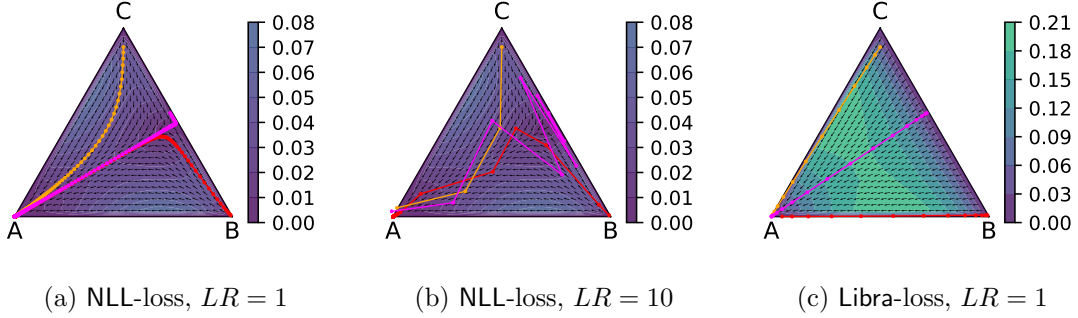 C
0.08
0.07
0.06
0.05
0.04
0.03
0.02
0.01
0.00
A
B
(a) NLL-loss, LR = 1
C
0.08
0.07
0.06
0.05
0.04
0.03
0.02
0.01
0.00
A
B
(b) NLL-loss, LR = 10
C
0.21
0.18
0.15
0.12
0.09
0.06
0.03
0.00
A
B
(c) Libra-loss, LR = 1